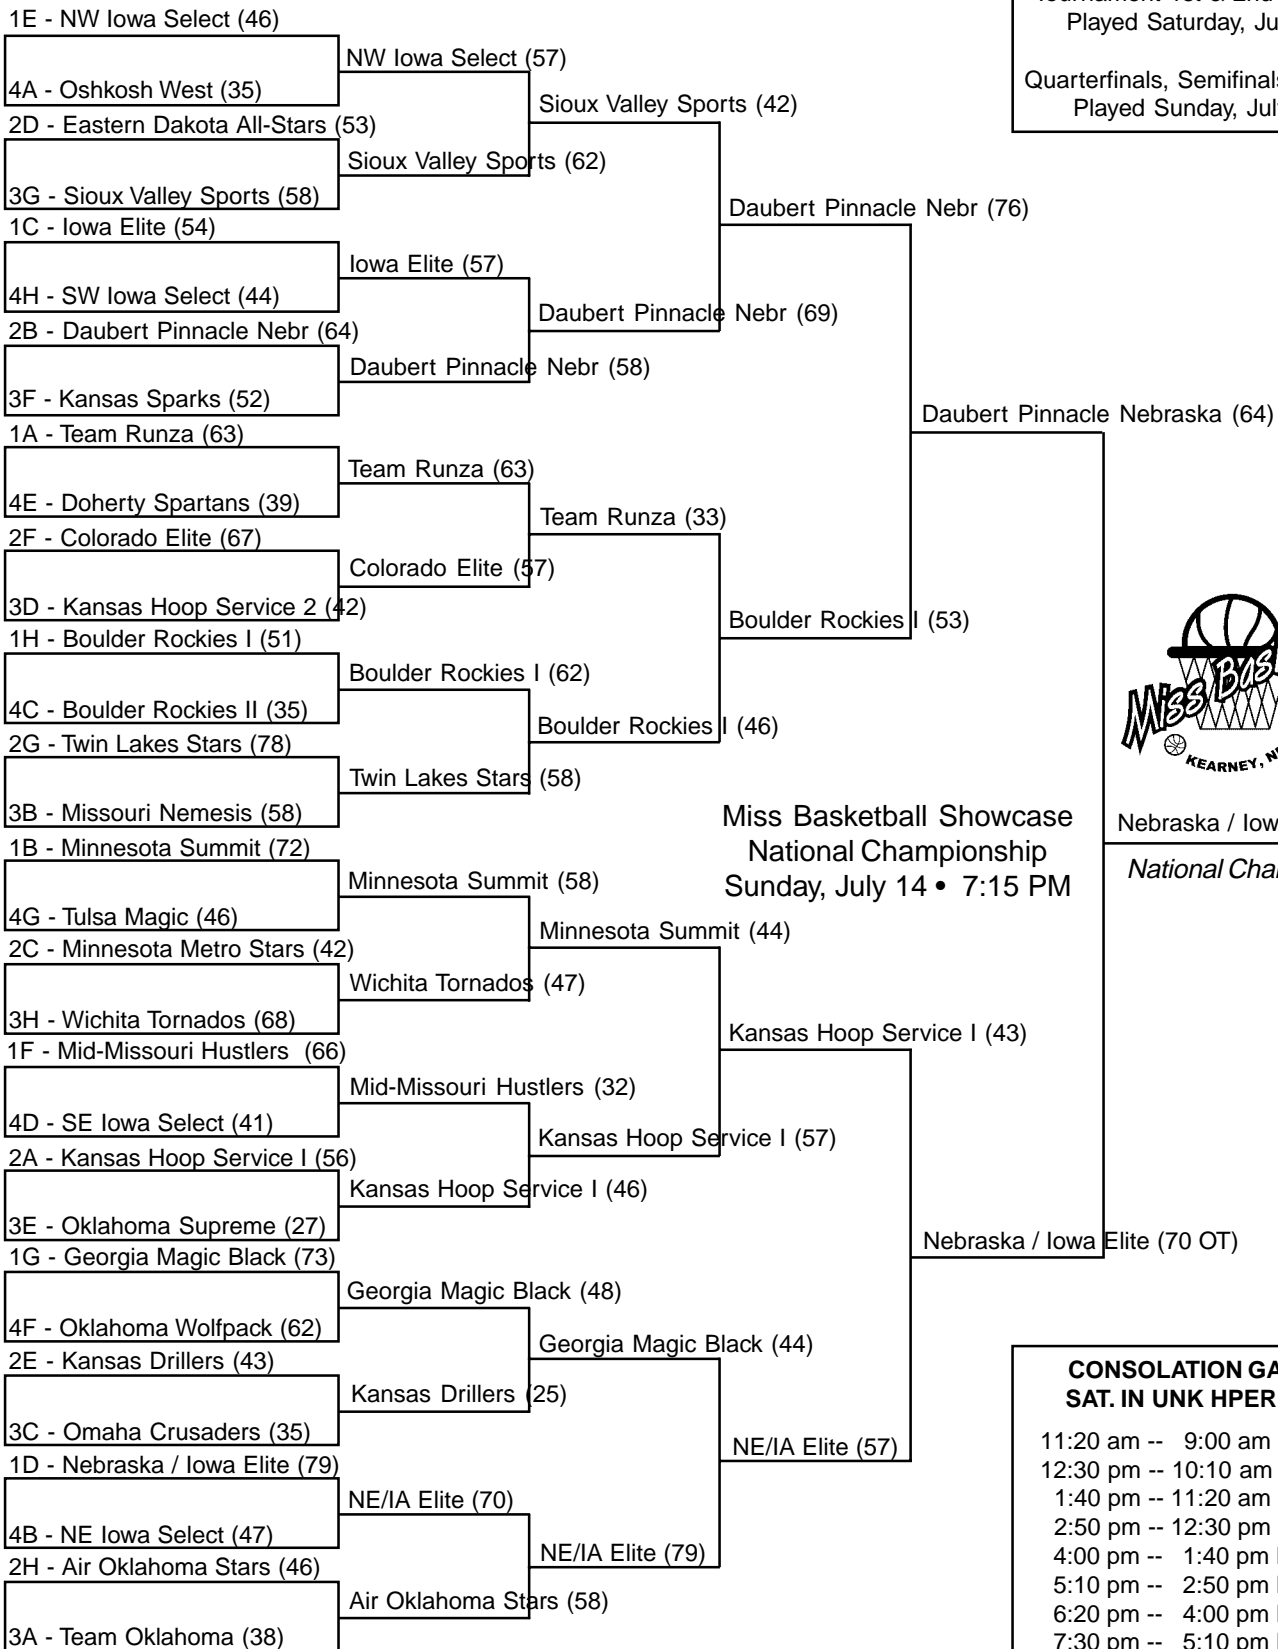 1E - NW Iowa Select (46)
4A - Oshkosh West (35)
2D - Eastern Dakota All-Stars (53)
3G - Sioux Valley Sports (58)
1C - Iowa Elite (54)
4H - SW Iowa Select (44)
2B - Daubert Pinnacle Nebr (64)
3F - Kansas Sparks (52)
1A - Team Runza (63)
4E - Doherty Spartans (39)
2F - Colorado Elite (67)
3D - Kansas Hoop Service 2 (42)
1H - Boulder Rockies I (51)
4C - Boulder Rockies II (35)
2G - Twin Lakes Stars (78)
3B - Missouri Nemesis (58)
1B - Minnesota Summit (72)
4G - Tulsa Magic (46)
2C - Minnesota Metro Stars (42)
3H - Wichita Tornados (68)
1F - Mid-Missouri Hustlers (66)
4D - SE Iowa Select (41)
2A - Kansas Hoop Service I (56)
3E - Oklahoma Supreme (27)
1G - Georgia Magic Black (73)
4F - Oklahoma Wolfpack (62)
2E - Kansas Drillers (43)
3C - Omaha Crusaders (35)
1D - Nebraska / Iowa Elite (79)
4B - NE Iowa Select (47)
2H - Air Oklahoma Stars (46)
3A - Team Oklahoma (38)
NW Iowa Select (57)
Sioux Valley Sports (62)
Iowa Elite (57)
Daubert Pinnacle Nebr (58)
Team Runza (63)
Colorado Elite (57)
Boulder Rockies I (62)
Twin Lakes Stars (58)
Minnesota Summit (58)
Wichita Tornados (47)
Mid-Missouri Hustlers (32)
Kansas Hoop Service I (46)
Georgia Magic Black (48)
Kansas Drillers (25)
NE/IA Elite (70)
Air Oklahoma Stars (58)
Sioux Valley Sports (42)
Daubert Pinnacle Nebr (69)
Team Runza (33)
Boulder Rockies I (46)
Minnesota Summit (44)
Kansas Hoop Service I (57)
Georgia Magic Black (44)
NE/IA Elite (79)
Daubert Pinnacle Nebr (76)
Boulder Rockies I (53)
Kansas Hoop Service I (43)
NE/IA Elite (57)
Daubert Pinnacle Nebraska (64)
Nebraska / Iowa Elite (70 OT)
Miss Basketball Showcase
National Championship
Sunday, July 14 • 7:15 PM
Played Saturday,
Quarterfinals,
Played Sunday,
Miss
KEARNEY,
Nebraska /
National
CONSOLATION
SAT. IN UNK HPER
11:20 am -- 9:00 am
12:30 pm -- 10:10 am
1:40 pm -- 11:20 am
2:50 pm -- 12:30 pm
4:00 pm -- 1:40 pm
5:10 pm -- 2:50 pm
6:20 pm -- 4:00 pm
7:30 pm -- 5:10 pm